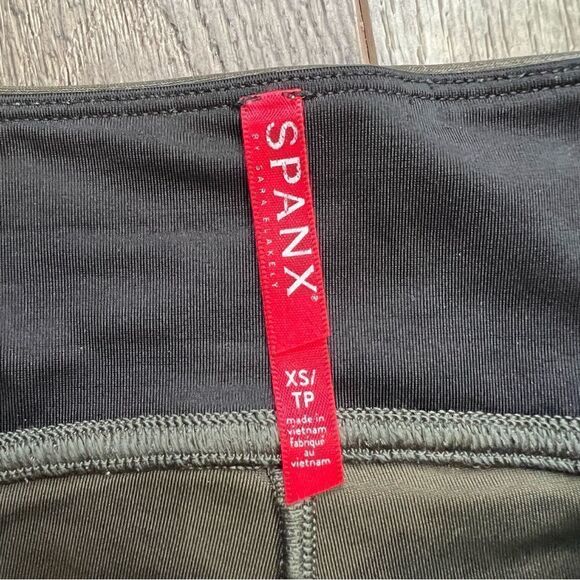 SPANX®
BY SARA BLAKELY
XS/
TP
made in
vietnam
fabriqué
au
vietnam